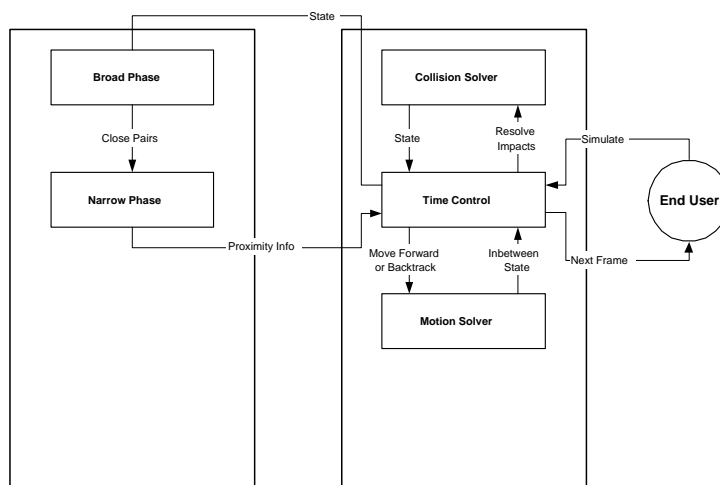 State
Broad Phase
Collision Solver
Close Pairs
State
Resolve
Impacts
Simulate
Narrow Phase
Time Control
End User
Proximity Info
Move Forward
or Backtrack
Inbetween
State
Next Frame
Motion Solver